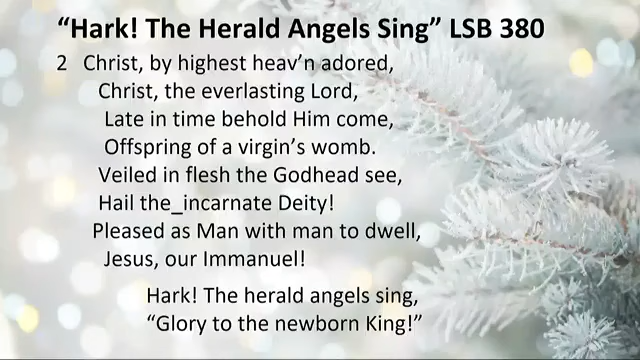 “Hark! The Herald Angels Sing” LSB 380
2 Christ, by highest heav’n adored,
Christ, the everlasting Lord,
Late in time behold Him come,
Offspring of a virgin’s womb.
Veiled in flesh the Godhead see,
Hail the_incarnate Deity!
Pleased as Man with man to dwell,
Jesus, our Immanuel!
Hark! The herald angels sing,
“Glory to the newborn King!”